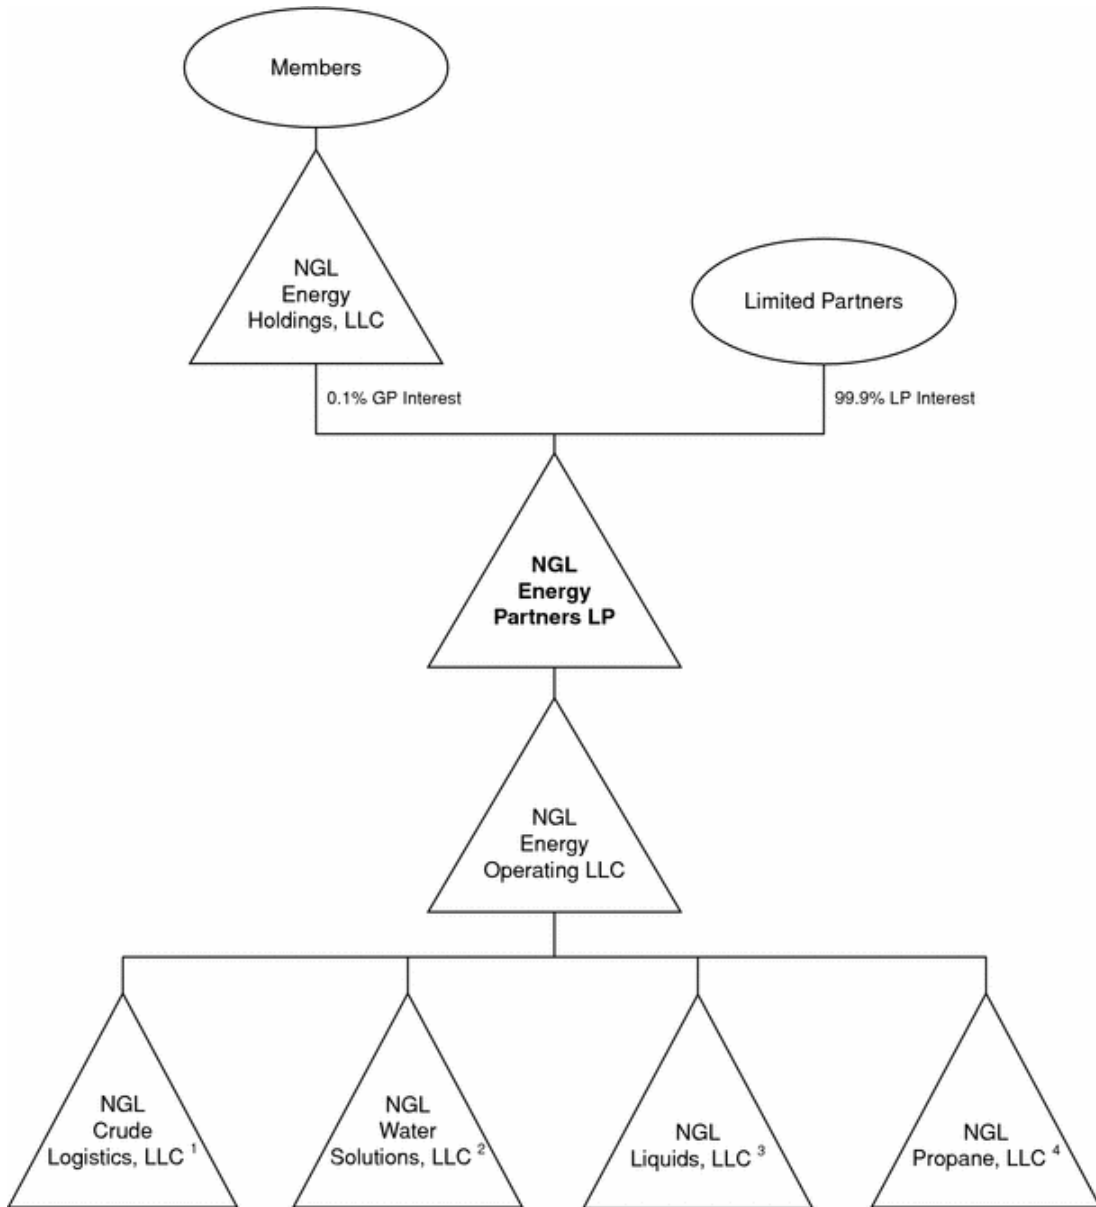 Members
NGL
Energy
Holdings, LLC
Limited Partners
0.1% GP Interest
99.9% LP Interest
NGL
Energy
Partners LP
NGL
Energy
Operating LLC
NGL
Crude
Logistics, LLC 1
NGL
Water
Solutions, LLC 2
NGL
Liquids, LLC 3
NGL
Propane, LLC 4